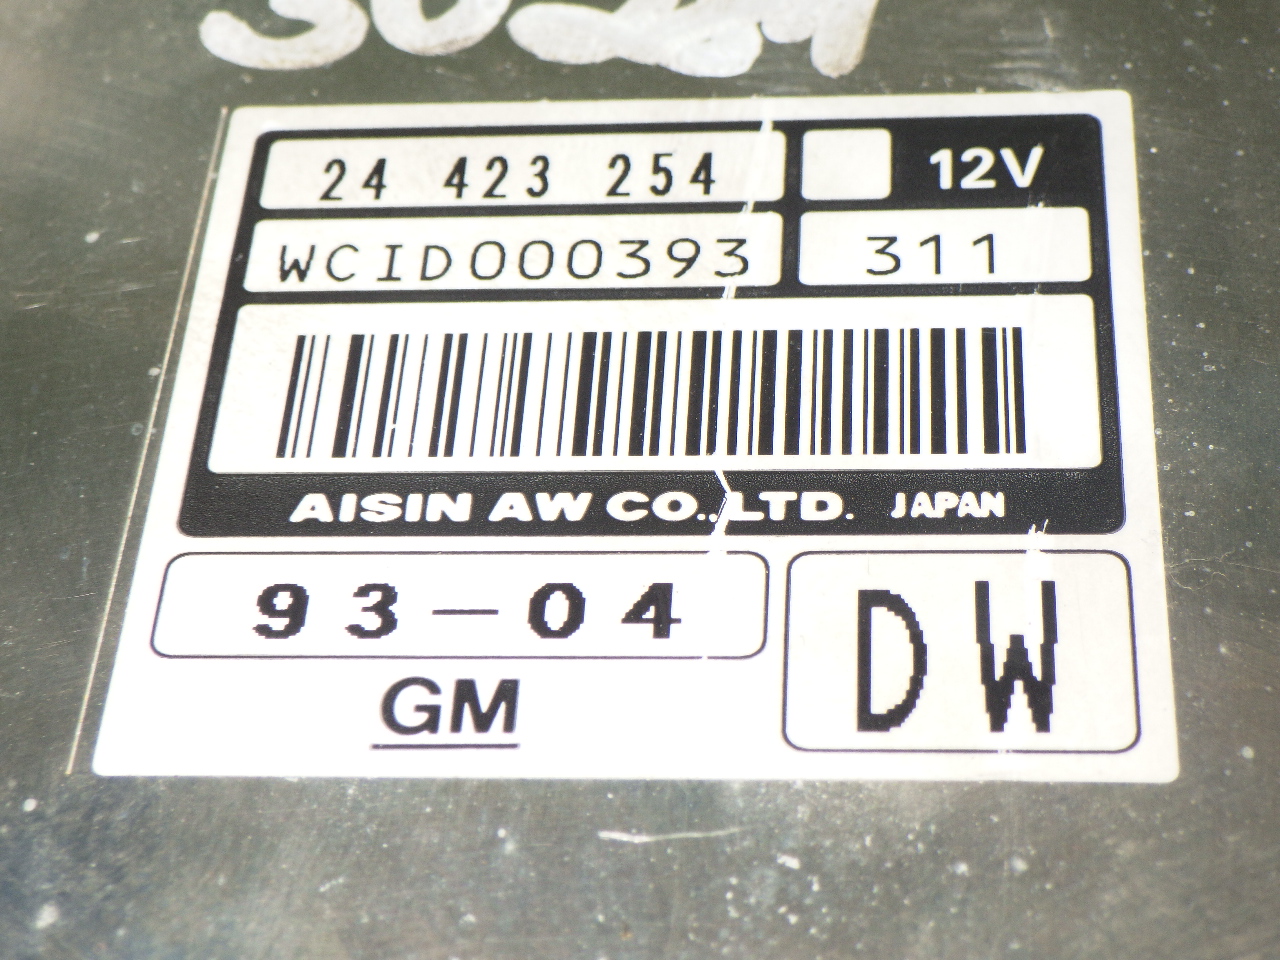 24 423 254
12V
WCID000393
311
AISIN AW CO.,LTD. JAPAN
93-04
DW
GM